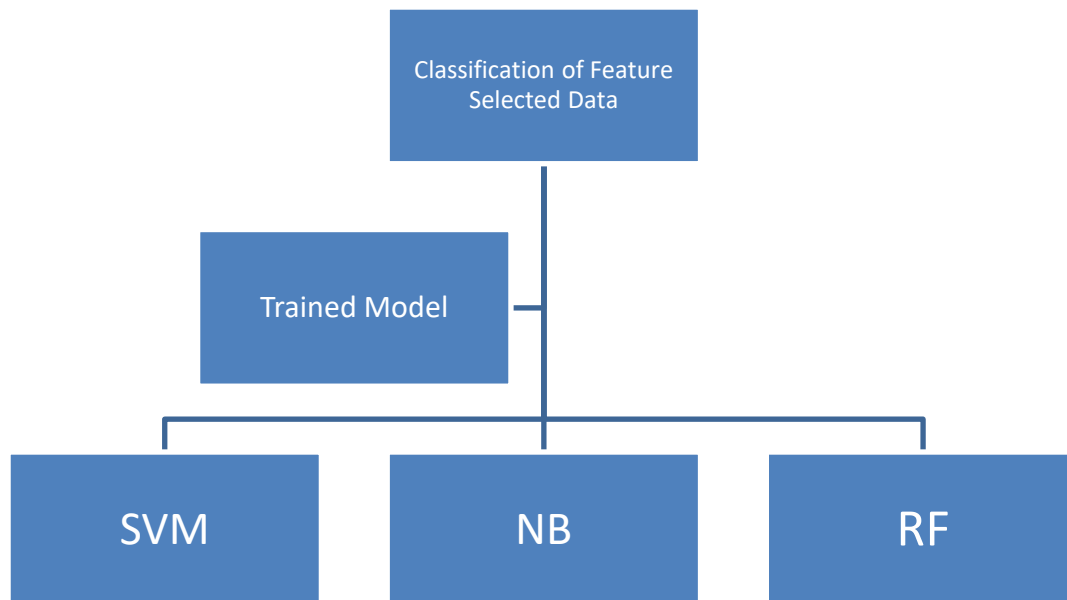 Classification of Feature
Selected Data
Trained Model
SVM
NB
RF